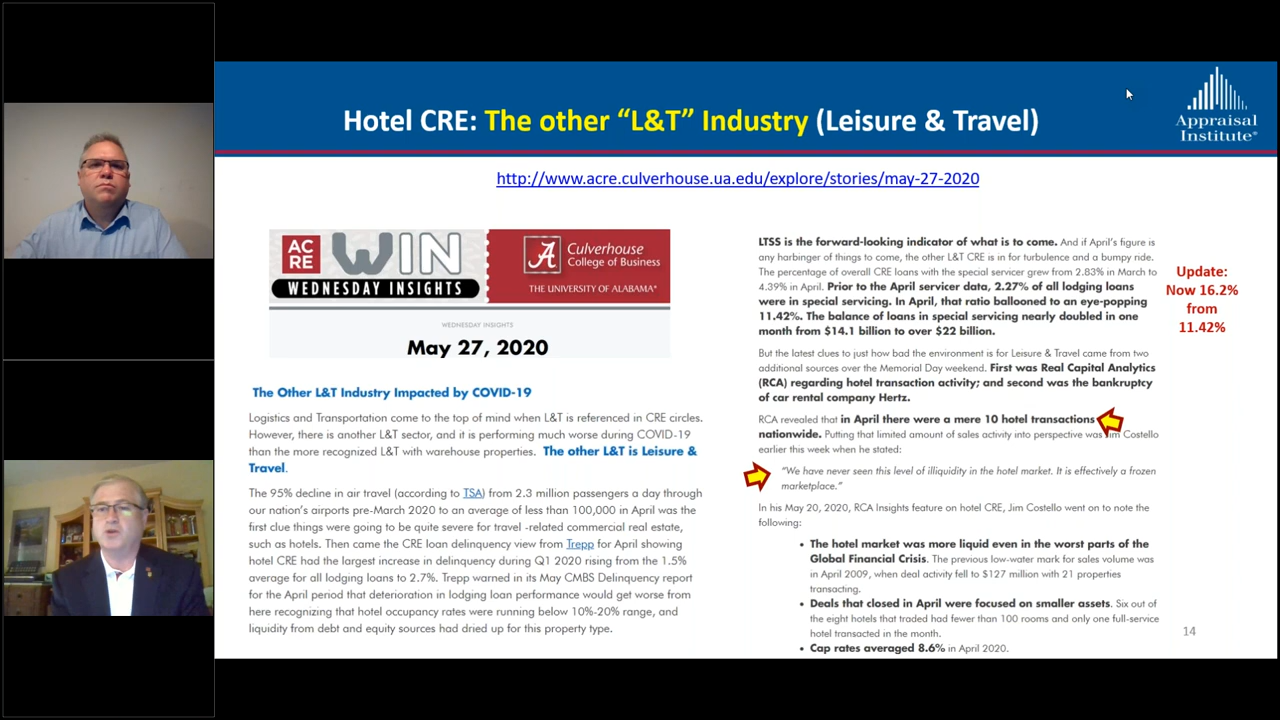 Hotel CRE: The other “L&T” Industry (Leisure & Travel)
Appraisal
Institute®
http://www.acre.culverhouse.ua.edu/explore/stories/may-27-2020
AC
RE
WIN
WEDNESDAY INSIGHTS
A
Culverhouse
College of Business
THE UNIVERSITY OF ALABAMA®
WEDNESDAY INSIGHTS
May 27, 2020
The Other L&T Industry Impacted by COVID-19
Logistics and Transportation come to the top of mind when L&T is referenced in CRE circles.
However, there is another L&T sector, and it is performing much worse during COVID-19
than the more recognized L&T with warehouse properties. The other L&T is Leisure &
Travel.
The 95% decline in air travel (according to TSA) from 2.3 million passengers a day through
our nation’s airports pre-March 2020 to an average of less than 100,000 in April was the
first clue things were going to be quite severe for travel -related commercial real estate,
such as hotels. Then came the CRE loan delinquency view from Trepp for April showing
hotel CRE had the largest increase in delinquency during Q1 2020 rising from the 1.5%
average for all lodging loans to 2.7%. Trepp warned in its May CMBS Delinquency report
for the April period that deterioration in lodging loan performance would get worse from
here recognizing that hotel occupancy rates were running below 10%-20% range, and
liquidity from debt and equity sources had dried up for this property type.
LTSS is the forward-looking indicator of what is to come. And if April’s figure is
any harbinger of things to come, the other L&T CRE is in for turbulence and a bumpy ride.
The percentage of overall CRE loans with the special servicer grew from 2.83% in March to
4.39% in April. Prior to the April servicer data, 2.27% of all lodging loans
were in special servicing. In April, that ratio ballooned to an eye-popping
11.42%. The balance of loans in special servicing nearly doubled in one
month from $14.1 billion to over $22 billion.
But the latest clues to just how bad the environment is for Leisure & Travel came from two
additional sources over the Memorial Day weekend. First was Real Capital Analytics
(RCA) regarding hotel transaction activity; and second was the bankruptcy
of car rental company Hertz.
RCA revealed that in April there were a mere 10 hotel transactions
nationwide. Putting that limited amount of sales activity into perspective was Jim Costello
earlier this week when he stated:
“We have never seen this level of illiquidity in the hotel market. It is effectively a frozen
marketplace.”
In his May 20, 2020, RCA Insights feature on hotel CRE, Jim Costello went on to note the
following:
• The hotel market was more liquid even in the worst parts of the
Global Financial Crisis. The previous low-water mark for sales volume was
in April 2009, when deal activity fell to $127 million with 21 properties
transacting.
• Deals that closed in April were focused on smaller assets. Six out of
the eight hotels that traded had fewer than 100 rooms and only one full-service
hotel transacted in the month.
• Cap rates averaged 8.6% in April 2020.
Update:
Now 16.2%
from
11.42%
14